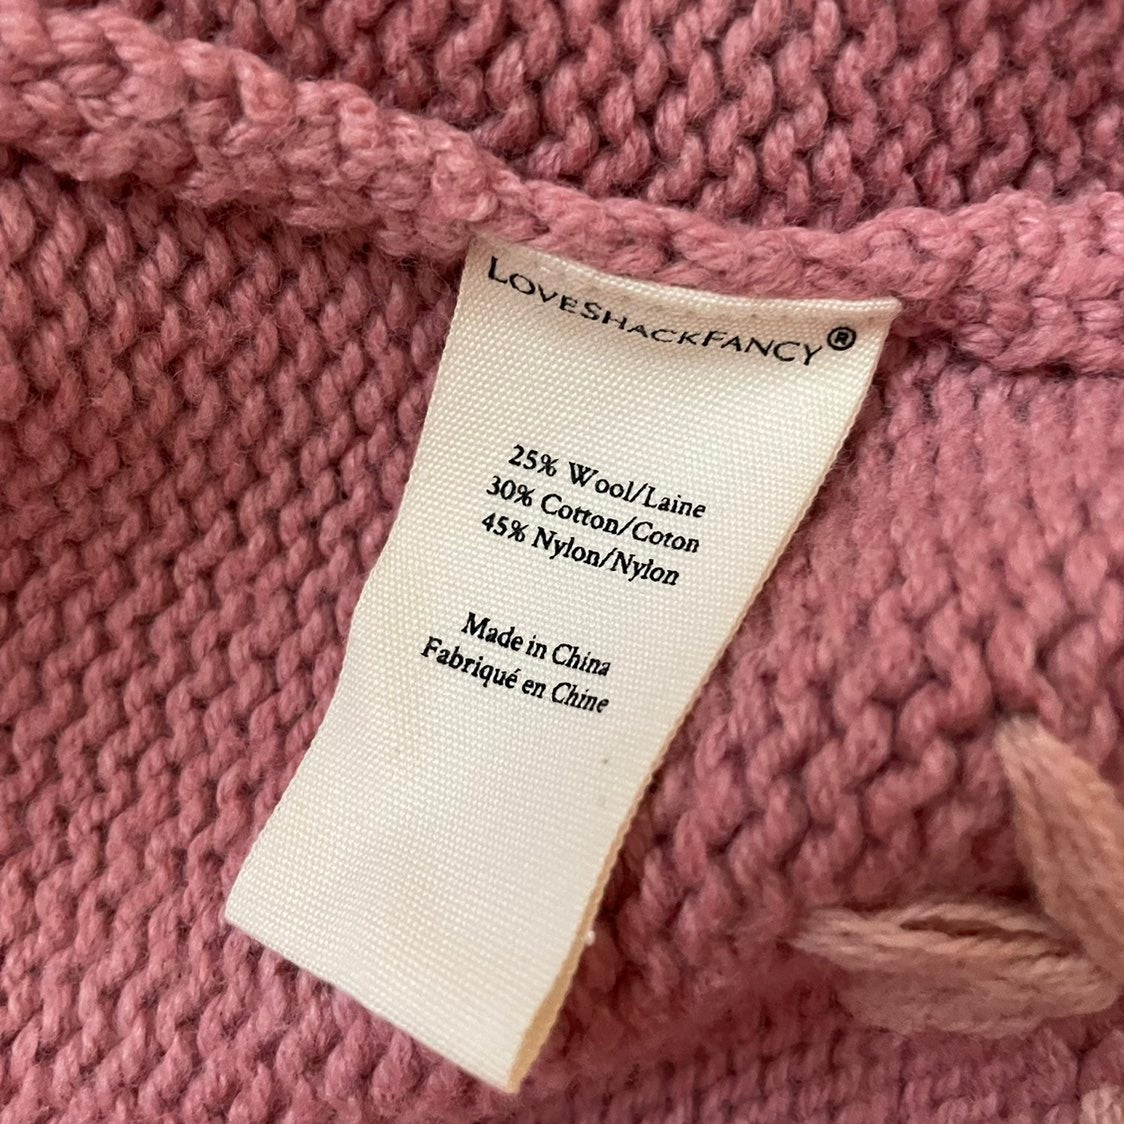 LOVESHACKFANCY®
25% Wool/Laine
30% Cotton/Coton
45% Nylon/Nylon
Made in China
Fabriqué en Chine